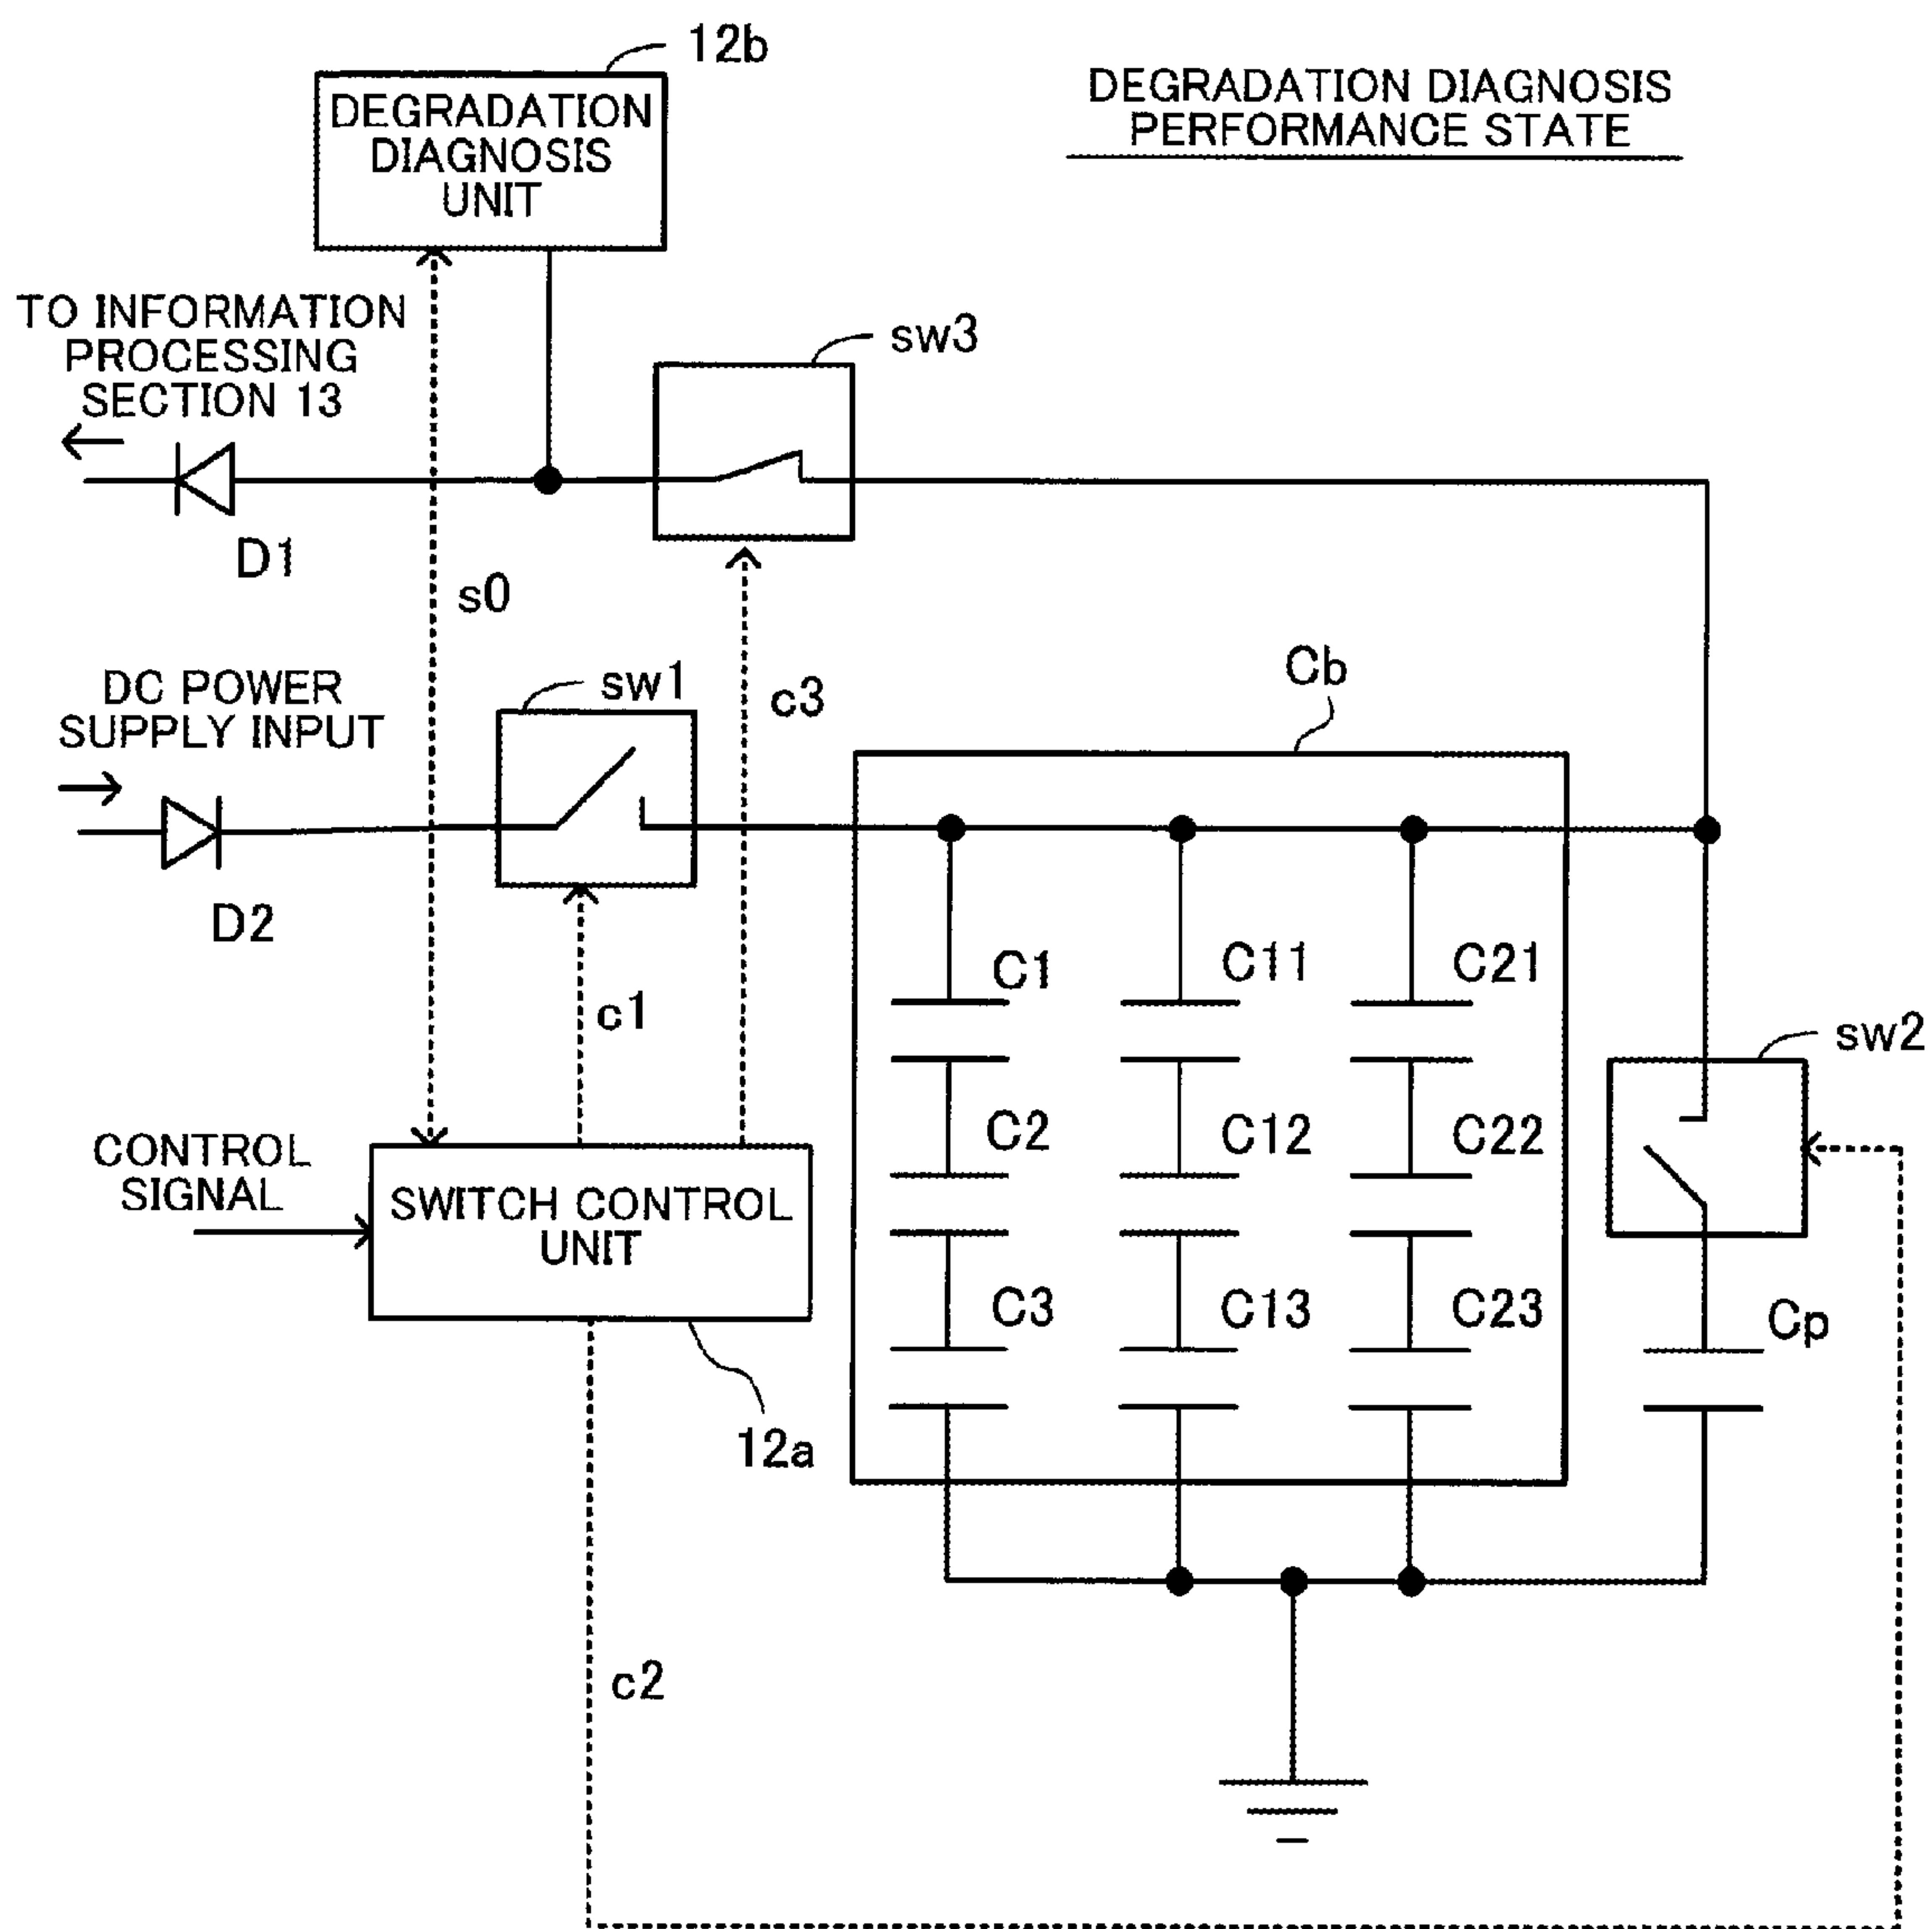 12b
DEGRADATION DIAGNOSIS
PERFORMANCE STATE
DEGRADATION
DIAGNOSIS
UNIT
TO INFORMATION
PROCESSING
SECTION 13
sw3
D1
s0
DC POWER
SUPPLY INPUT
sw1
c3
Cb
D2
C1
C11
C21
c1
sw2
C2
C12
C22
CONTROL
SIGNAL
SWITCH CONTROL
UNIT
C3
C13
C23
Cp
12a
c2